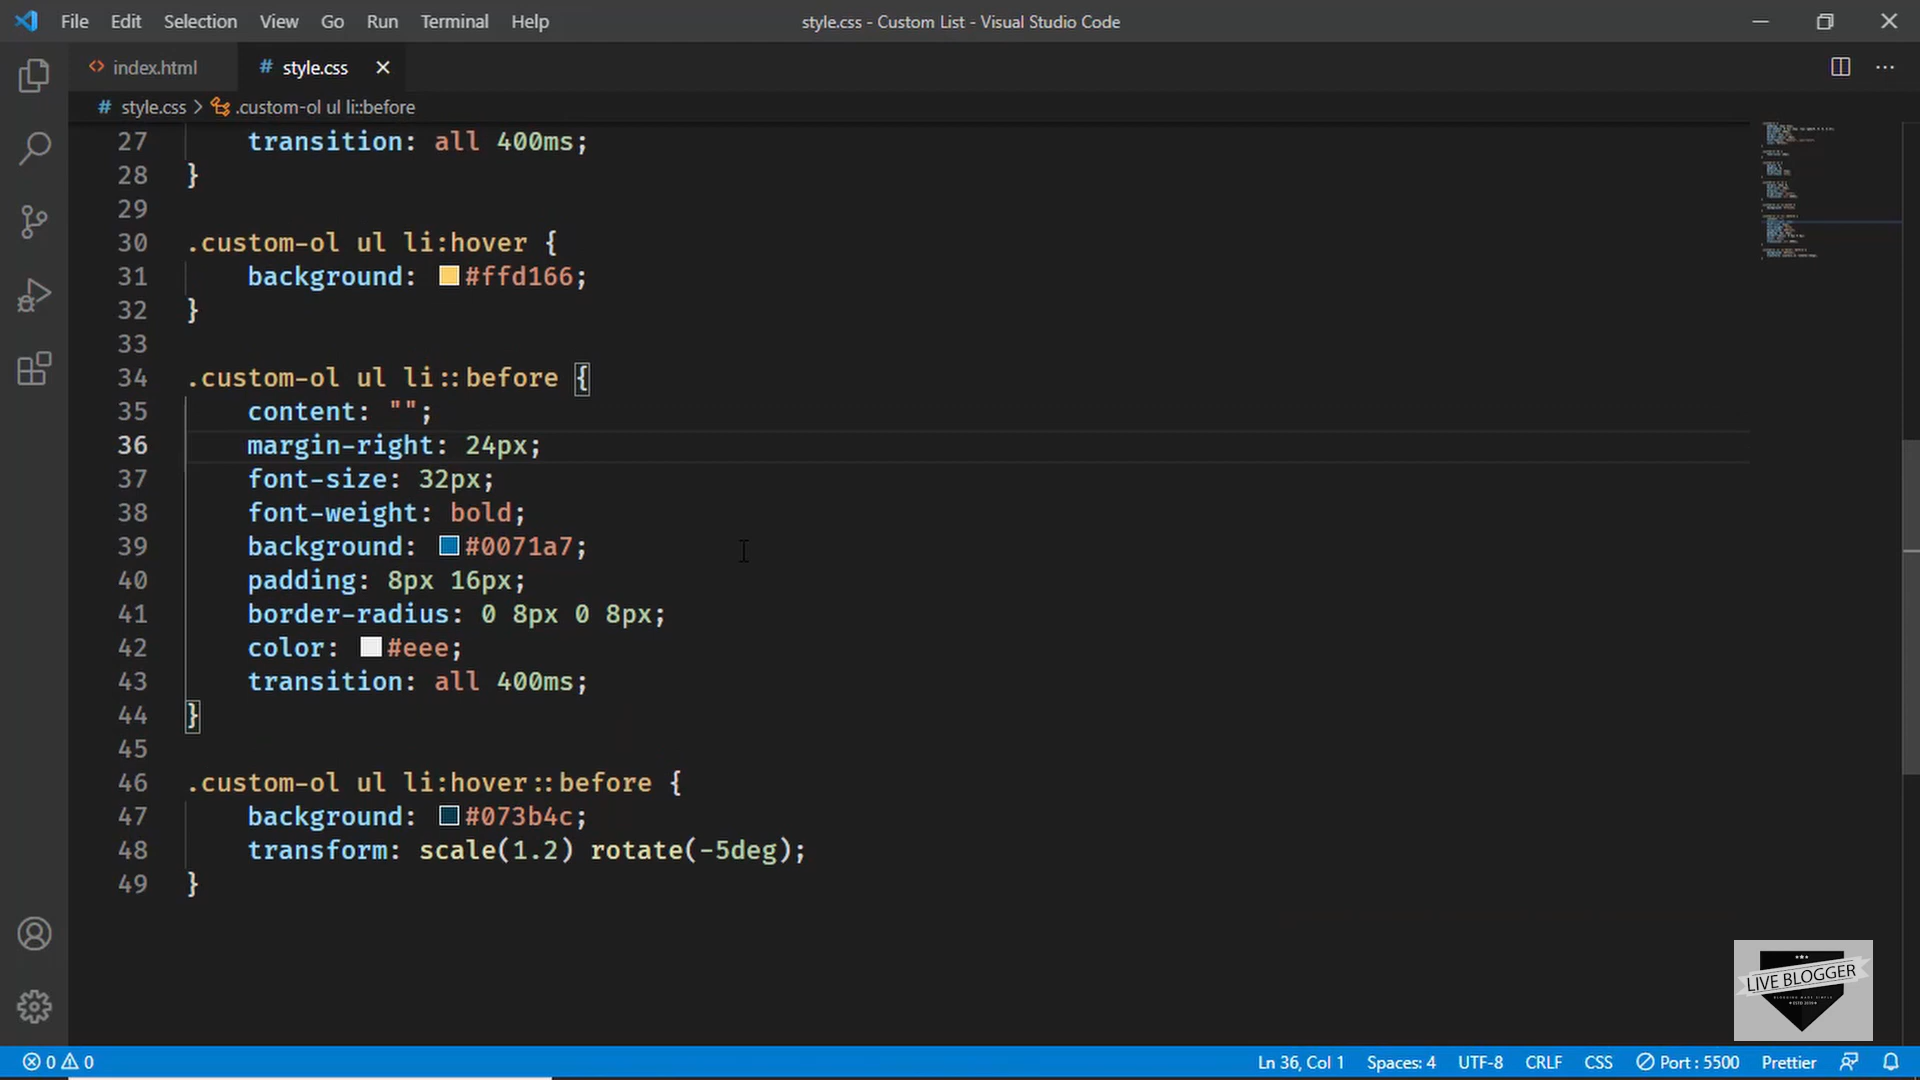 File Edit Selection View Go Run Terminal Help
style.css - Custom List - Visual Studio Code
index.html
# style.css
# style.css > .custom-ol ul li::before
27 transition: all 400ms;
28 }
29
30 .custom-ol ul li:hover {
31 background: #ffd166;
32 }
33
34 .custom-ol ul li::before {
35 content: "";
36 margin-right: 24px;
37 font-size: 32px;
38 font-weight: bold;
39 background: #0071a7;
40 padding: 8px 16px;
41 border-radius: 0 8px 0 8px;
42 color: #eee;
43 transition: all 400ms;
44 }
45
46 .custom-ol ul li:hover::before {
47 background: #073b4c;
48 transform: scale(1.2) rotate(-5deg);
49 }
LIVE BLOGGER
0 0
Ln 36, Col 1 Spaces: 4 UTF-8 CRLF CSS Port : 5500 Prettier